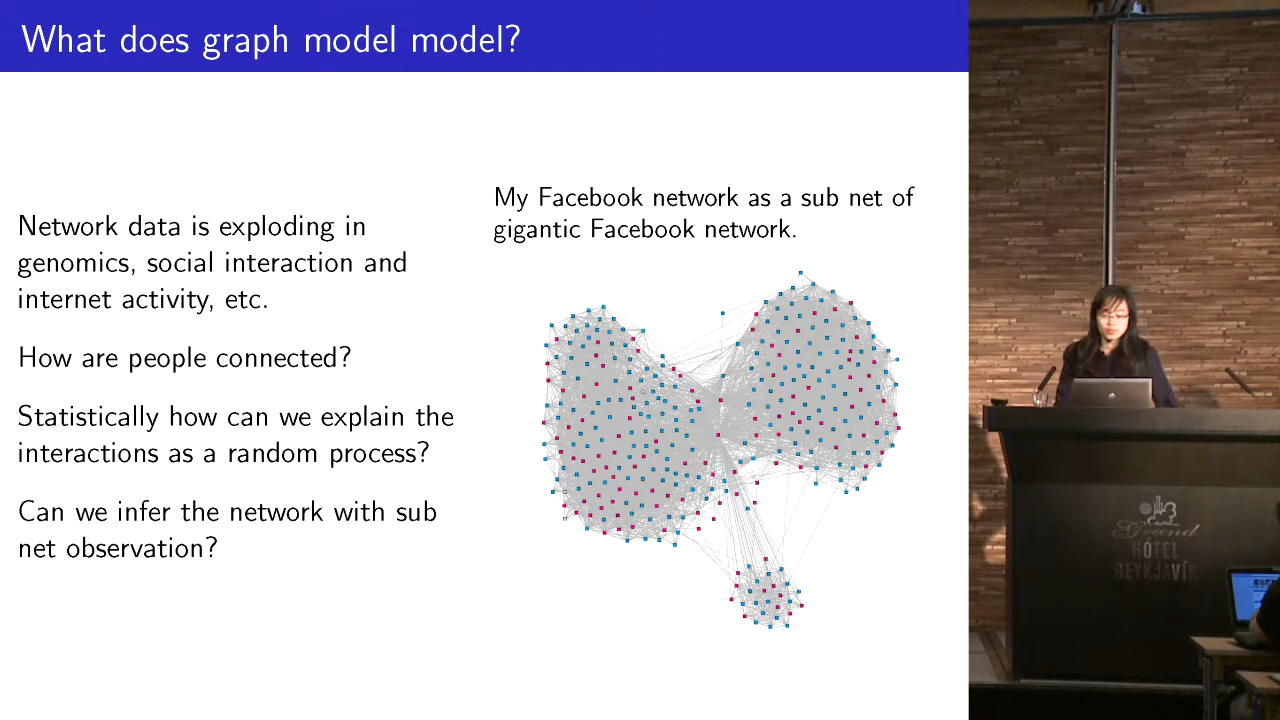 What does graph model model?
Network data is exploding in
genomics, social interaction and
internet activity, etc.
How are people connected?
Statistically how can we explain the
interactions as a random process?
Can we infer the network with sub
net observation?
My Facebook network as a sub net of
gigantic Facebook network.
Grand
HÓTEL
REYKJAVÍK